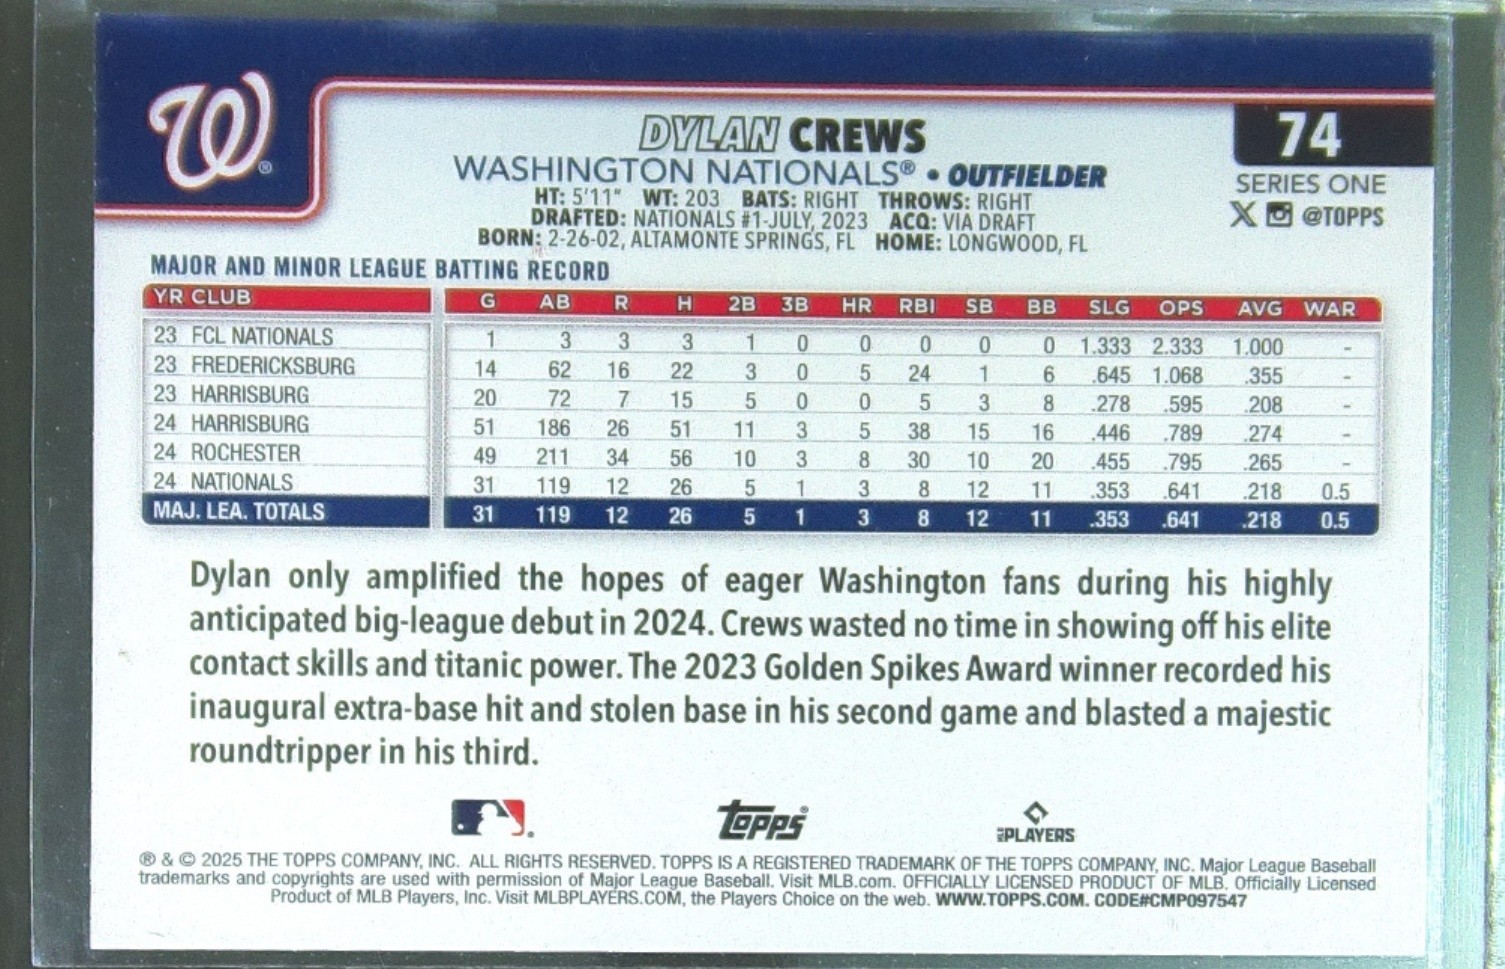 W®
DYLAN CREWS
74
WASHINGTON NATIONALS® • OUTFIELDER
SERIES ONE
HT: 5'11" WT: 203 BATS: RIGHT THROWS: RIGHT
X @TOPPS
DRAFTED: NATIONALS #1-JULY, 2023 ACQ: VIA DRAFT
BORN: 2-26-02, ALTAMONTE SPRINGS, FL HOME: LONGWOOD, FL
MAJOR AND MINOR LEAGUE BATTING RECORD
YR CLUB G AB R H 2B 3B HR RBI SB BB SLG OPS AVG WAR
23 FCL NATIONALS 1 3 3 3 1 0 0 0 0 0 1.333 2.333 1.000 -
23 FREDERICKSBURG 14 62 16 22 3 0 5 24 1 6 .645 1.068 .355 -
23 HARRISBURG 20 72 7 15 5 0 0 5 3 8 .278 .595 .208 -
24 HARRISBURG 51 186 26 51 11 3 5 38 15 16 .446 .789 .274 -
24 ROCHESTER 49 211 34 56 10 3 8 30 10 20 .455 .795 .265 -
24 NATIONALS 31 119 12 26 5 1 3 8 12 11 .353 .641 .218 0.5
MAJ. LEA. TOTALS 31 119 12 26 5 1 3 8 12 11 .353 .641 .218 0.5
Dylan only amplified the hopes of eager Washington fans during his highly
anticipated big-league debut in 2024. Crews wasted no time in showing off his elite
contact skills and titanic power. The 2023 Golden Spikes Award winner recorded his
inaugural extra-base hit and stolen base in his second game and blasted a majestic
roundtripper in his third.
Topps®
PLAYERS
® & © 2025 THE TOPPS COMPANY, INC. ALL RIGHTS RESERVED. TOPPS IS A REGISTERED TRADEMARK OF THE TOPPS COMPANY, INC. Major League Baseball
trademarks and copyrights are used with permission of Major League Baseball. Visit MLB.com. OFFICIALLY LICENSED PRODUCT OF MLB. Officially Licensed
Product of MLB Players, Inc. Visit MLBPLAYERS.COM, the Players Choice on the web. WWW.TOPPS.COM. CODE#CMP097547